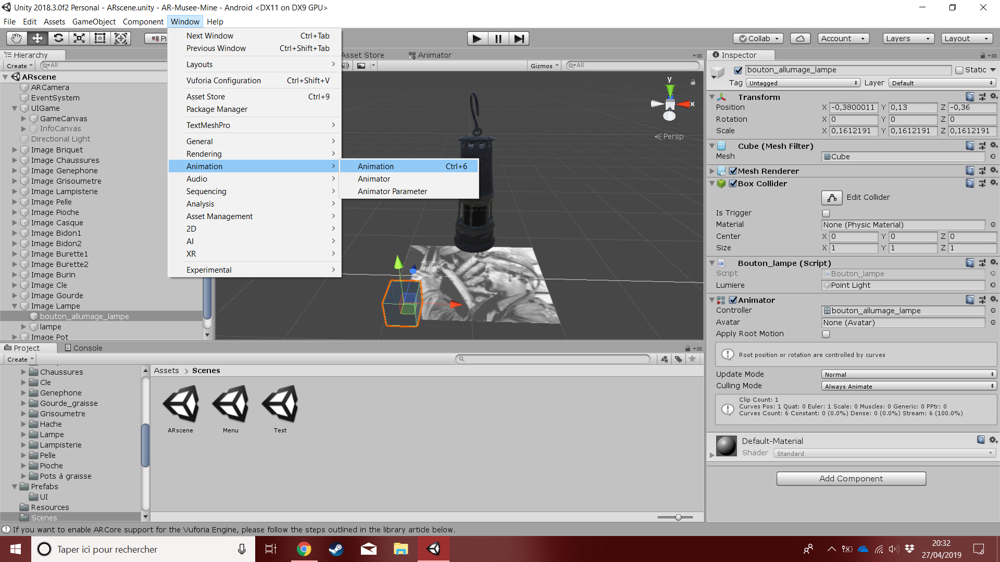 Unity 2018.3.0f2 Personal - ARscene.unity - AR-Musee-Mine - Android <DX11 on DX9 GPU>
File Edit Assets GameObject Component Window Help
Pi
Collab Account Layers Layout
Hierarchy
Create All
ARscene
ARCamera
EventSystem
UIGame
GameCanvas
InfoCanvas
Directional Light
Image Briquet
Image Chaussures
Image Genephone
Image Grisoumetre
Image Lampisterie
Image Pelle
Image Pioche
Image Casque
Image Bidon1
Image Bidon2
Image Burette1
Image Burette2
Image Burin
Image Cle
Image Gourde
Image Lampe
bouton_allumage_lampe
lampe
Image Pot
Next Window Ctrl+Tab
Previous Window Ctrl+Shift+Tab
Layouts
Vuforia Configuration Ctrl+Shift+V
Asset Store Ctrl+9
Package Manager
TextMeshPro
General
Rendering
Animation
Audio
Sequencing
Analysis
Asset Management
2D
AI
XR
Experimental
Animation Ctrl+6
Animator
Animator Parameter
Asset Store Animator
Gizmos All
y
x
Persp
Inspector
bouton_allumage_lampe Static
Tag Untagged Layer Default
Transform
Position X -0,3800011 Y 0,13 Z -0,36
Rotation X 0 Y 0 Z 0
Scale X 0,1612191 Y 0,1612191 Z 0,1612191
Cube (Mesh Filter)
Mesh Cube
Mesh Renderer
Box Collider
Edit Collider
Is Trigger
Material None (Physic Material)
Center X 0 Y 0 Z 0
Size X 1 Y 1 Z 1
Bouton_lampe (Script)
Script Bouton_lampe
Lumiere Point Light
Animator
Controller bouton_allumage_lampe
Avatar None (Avatar)
Apply Root Motion
Root position or rotation are controlled by curves
Update Mode Normal
Culling Mode Always Animate
Clip Count: 1
Curves Pos: 1 Quat: 0 Euler: 1 Scale: 0 Muscles: 0 Generic: 0 PPtr: 0
Curves Count: 6 Constant: 0 (0.0%) Dense: 0 (0.0%) Stream: 6 (100.0%)
Default-Material
Shader Standard
Add Component
Project Console
Create
Chaussures
Cle
Genephone
Gourde_graisse
Grisoumetre
Hache
Lampe
Lampisterie
Pelle
Pioche
Pots à graisse
Prefabs
UI
Resources
Scenes
Assets Scenes
ARscene Menu Test
If you want to enable ARCore support for the Vuforia Engine, please follow the steps outlined in the library article below.
Taper ici pour rechercher
20:32
27/04/2019